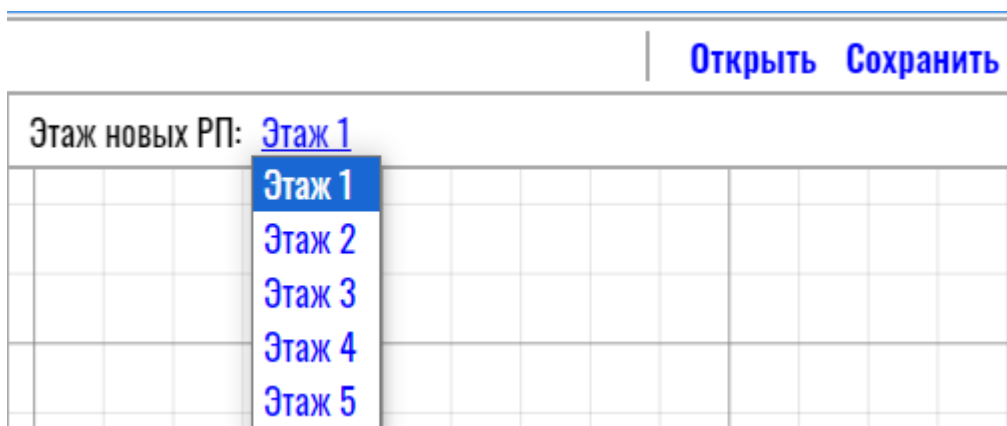 Открыть Сохранить
Этаж новых РП: Этаж 1
Этаж 1
Этаж 2
Этаж 3
Этаж 4
Этаж 5